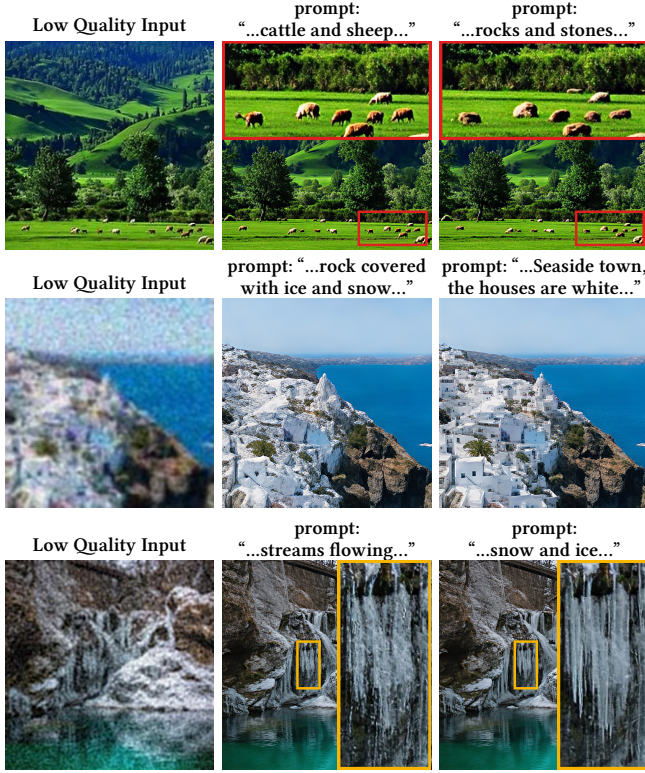 Low Quality Input
prompt:
“...cattle and sheep...”
prompt:
“...rocks and stones...”
Low Quality Input
prompt: “...rock covered
with ice and snow...”
prompt: “...Seaside town,
the houses are white...”
Low Quality Input
prompt:
“...streams flowing...”
prompt:
“...snow and ice...”